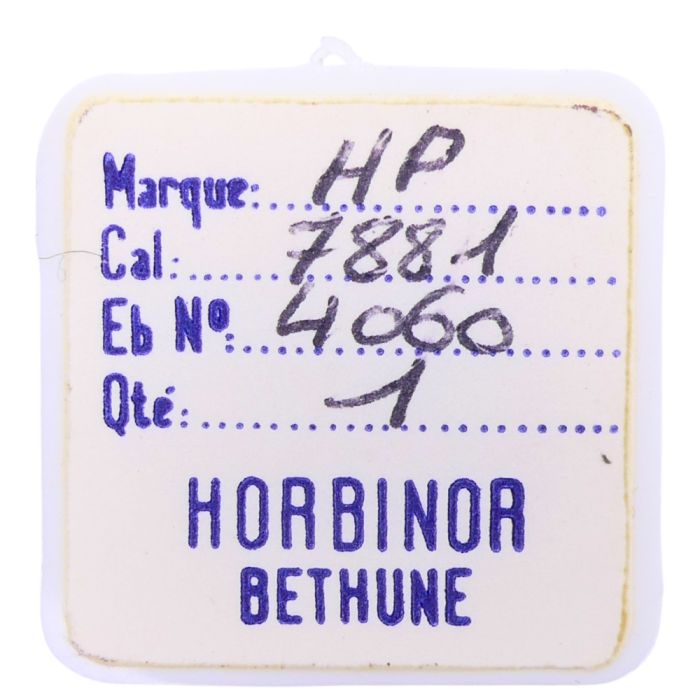 Marque: HP
Cal: 7881
Eb Nº: 4060
Qté: 1
HORBINOR
BETHUNE